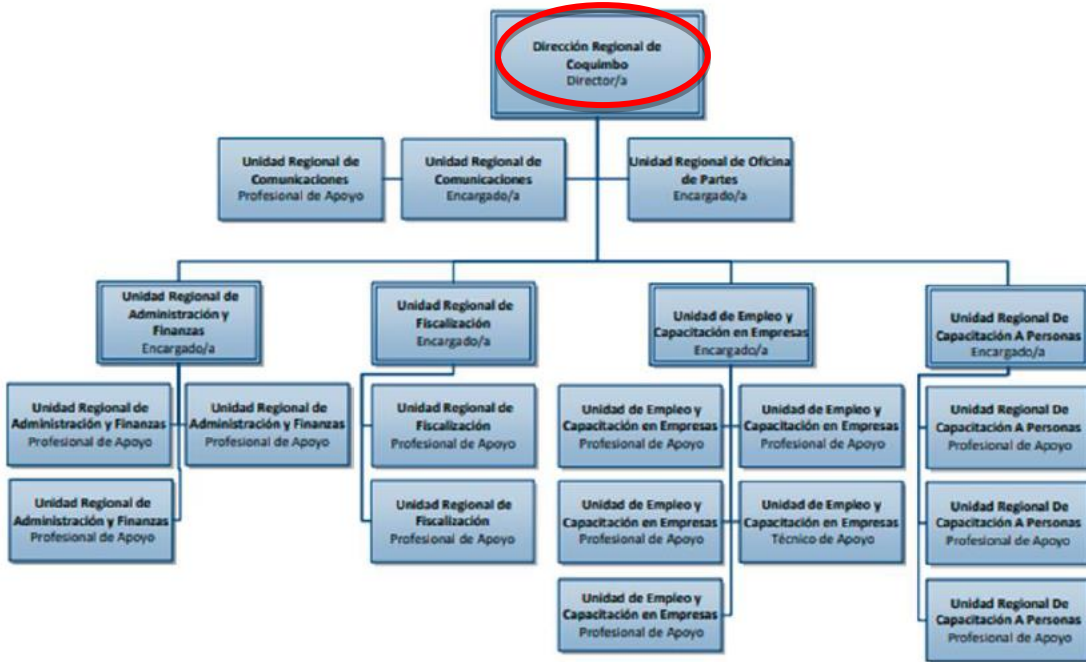 Dirección Regional de
Coquimbo
Director/a
Unidad Regional de
Comunicaciones
Profesional de Apoyo
Unidad Regional de
Comunicaciones
Encargado/a
Unidad Regional de Oficina
de Partes
Encargado/a
Unidad Regional de
Administración y
Finanzas
Encargado/a
Unidad Regional de
Fiscalización
Encargado/a
Unidad de Empleo y
Capacitación en Empresas
Encargado/a
Unidad Regional De
Capacitación A Personas
Encargado/a
Unidad Regional de
Administración y Finanzas
Profesional de Apoyo
Unidad Regional de
Administración y Finanzas
Profesional de Apoyo
Unidad Regional de
Fiscalización
Profesional de Apoyo
Unidad de Empleo y
Capacitación en Empresas
Profesional de Apoyo
Unidad de Empleo y
Capacitación en Empresas
Profesional de Apoyo
Unidad Regional De
Capacitación A Personas
Profesional de Apoyo
Unidad Regional de
Administración y Finanzas
Profesional de Apoyo
Unidad Regional de
Fiscalización
Profesional de Apoyo
Unidad de Empleo y
Capacitación en Empresas
Profesional de Apoyo
Unidad de Empleo y
Capacitación en Empresas
Técnico de Apoyo
Unidad Regional De
Capacitación A Personas
Profesional de Apoyo
Unidad de Empleo y
Capacitación en Empresas
Profesional de Apoyo
Unidad Regional De
Capacitación A Personas
Profesional de Apoyo